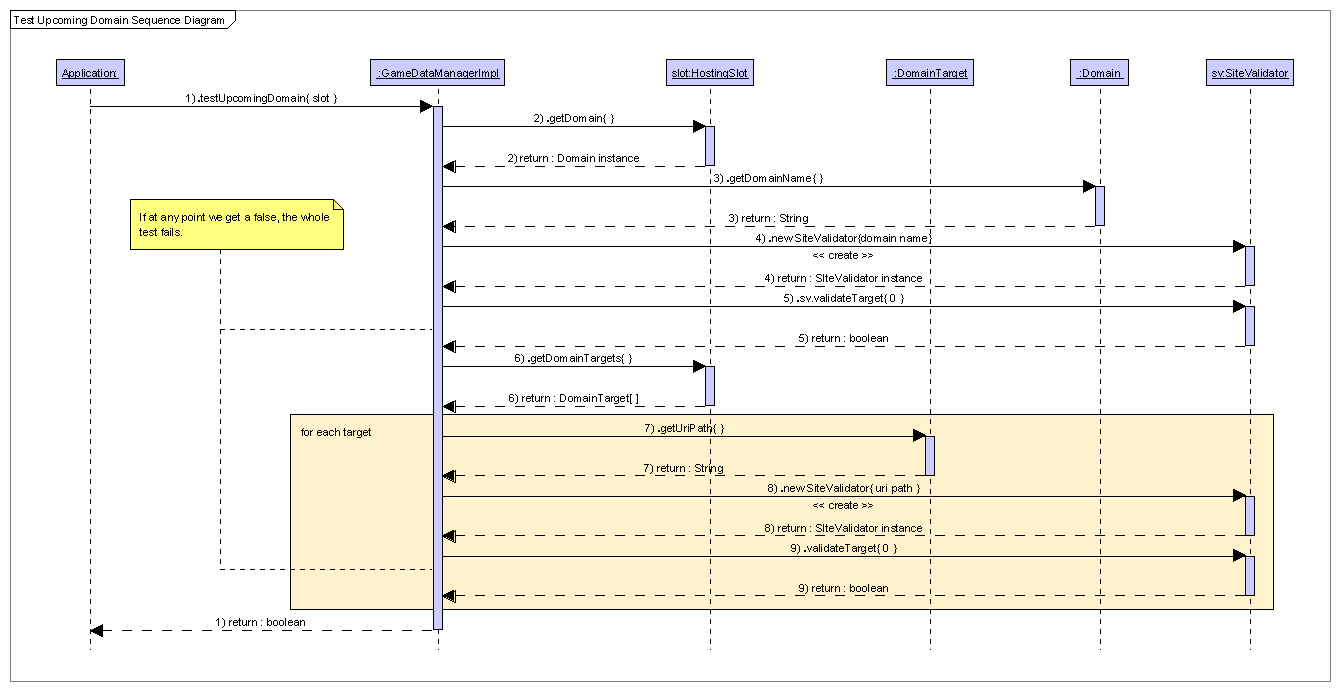 Test Upcoming Domain Sequence Diagram
Application:
:GameDataManagerImpl
slot:HostingSlot
:DomainTarget
:Domain
sv:SiteValidator
1) .testUpcomingDomain{ slot }
2) .getDomain{ }
2) return : Domain instance
3) .getDomainName{ }
If at any point we get a false, the whole
test fails.
3) return : String
4) .newSiteValidator{domain name}
<< create >>
4) return : SIteValidator instance
5) .sv.validateTarget{ 0 }
5) return : boolean
6) .getDomainTargets{ }
6) return : DomainTarget[ ]
for each target
7) .getUriPath{ }
7) return : String
8) .newSiteValidator{ uri path }
<< create >>
8) return : SIteValidator instance
9) .validateTarget{ 0 }
9) return : boolean
1) return : boolean